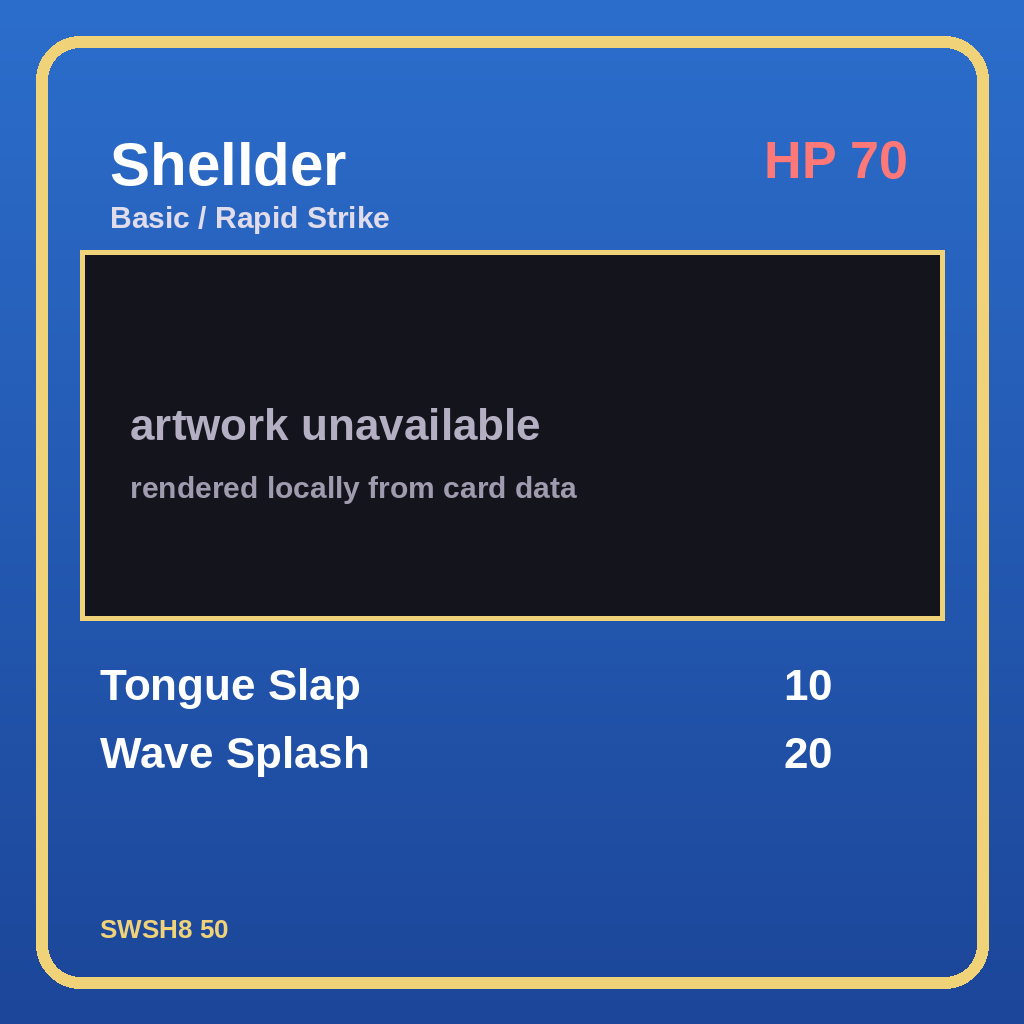 Shellder
HP 70
Basic / Rapid Strike
artwork unavailable
rendered locally from card data
Tongue Slap 10
Wave Splash 20
SWSH8 50